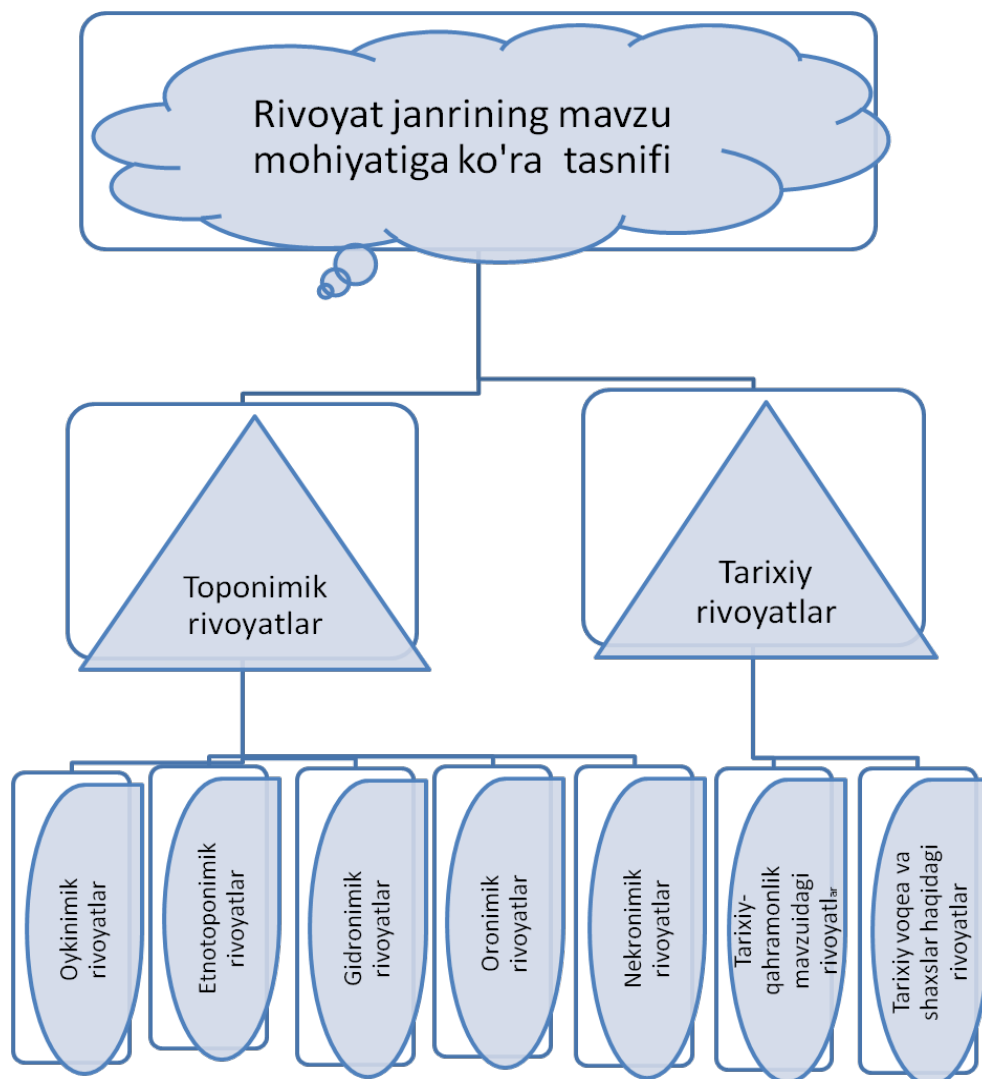 Rivoyat janrining mavzu
mohiyatiga ko'ra tasnifi
Toponimik
rivoyatlar
Tarixiy
rivoyatlar
Oykinimik
rivoyatlar
Etnotoponimik
rivoyatlar
Gidronimik
rivoyatlar
Oronimik
rivoyatlar
Nekronimik
rivoyatlar
Tarixiy-
qahramonlik
mavzuidagi
rivoyatlar
Tarixiy voqea va
shaxslar haqidagi
rivoyatlar